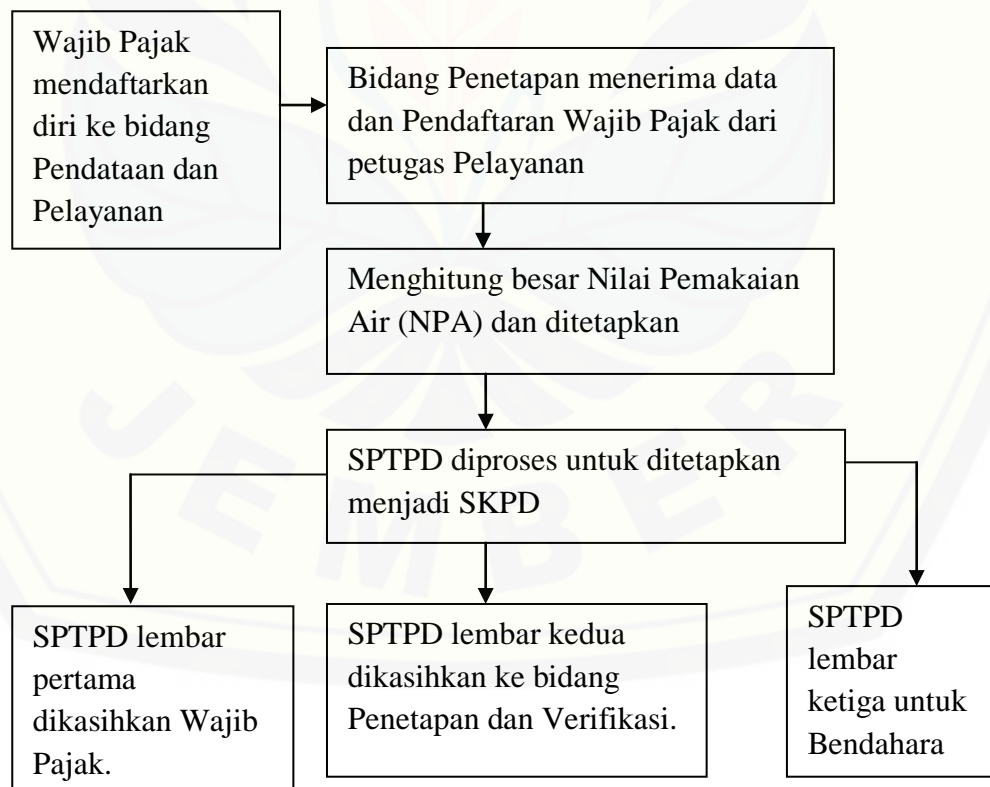 Wajib Pajak
mendaftarkan
diri ke bidang
Pendataan dan
Pelayanan
Bidang Penetapan menerima data
dan Pendaftaran Wajib Pajak dari
petugas Pelayanan
Menghitung besar Nilai Pemakaian
Air (NPA) dan ditetapkan
SPTPD diproses untuk ditetapkan
menjadi SKPD
SPTPD lembar
pertama
dikasihkan Wajib
Pajak.
SPTPD lembar kedua
dikasihkan ke bidang
Penetapan dan Verifikasi.
SPTPD
lembar
ketiga untuk
Bendahara
JEMBER